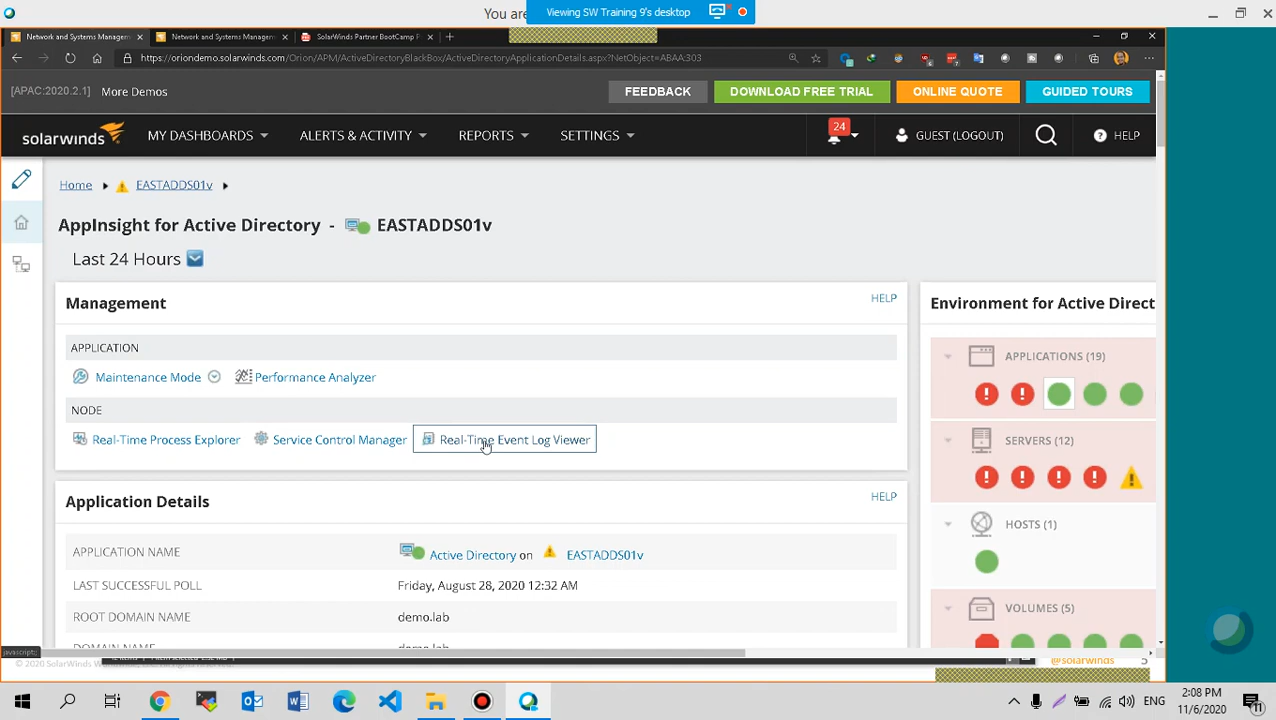 You are
Viewing SW Training 9's desktop
Network and Systems Manager
Network and Systems Manager
SolarWinds Partner BootCamp P
https://oriondemo.solarwinds.com/Orion/APM/ActiveDirectoryBlackBox/ActiveDirectoryApplicationDetails.aspx?NetObject=ABAA:303
[APAC:2020.2.1] More Demos
FEEDBACK
DOWNLOAD FREE TRIAL
ONLINE QUOTE
GUIDED TOURS
solarwinds
MY DASHBOARDS
ALERTS & ACTIVITY
REPORTS
SETTINGS
24
GUEST (LOGOUT)
HELP
Home
EASTADDS01v
AppInsight for Active Directory - EASTADDS01v
Last 24 Hours
Management
HELP
APPLICATION
Maintenance Mode
Performance Analyzer
NODE
Real-Time Process Explorer
Service Control Manager
Real-Time Event Log Viewer
Application Details
HELP
APPLICATION NAME
Active Directory on EASTADDS01v
LAST SUCCESSFUL POLL
Friday, August 28, 2020 12:32 AM
ROOT DOMAIN NAME
demo.lab
Environment for Active Direct
APPLICATIONS (19)
SERVERS (12)
HOSTS (1)
VOLUMES (5)
javascript:;
© 2020 SolarWinds
@solarwinds
ENG
2:08 PM
11/6/2020